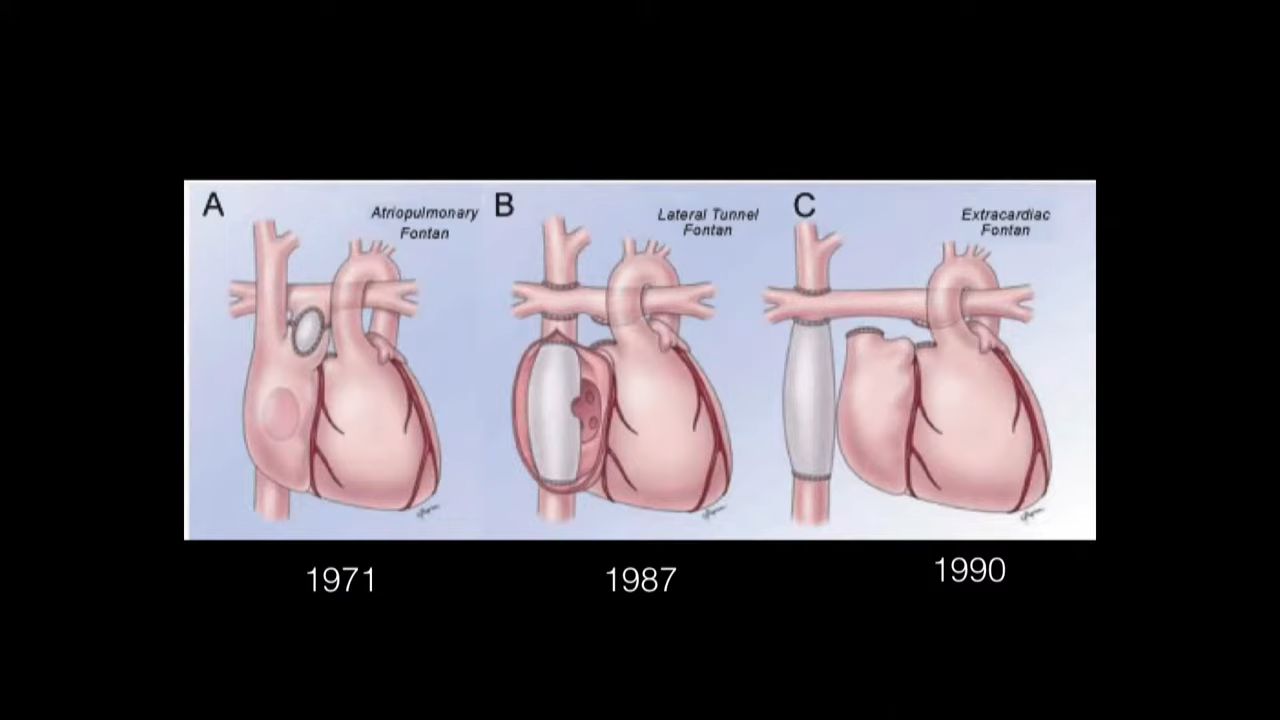 A
Atriopulmonary
Fontan
B
Lateral Tunnel
Fontan
C
Extracardiac
Fontan
1971
1987
1990